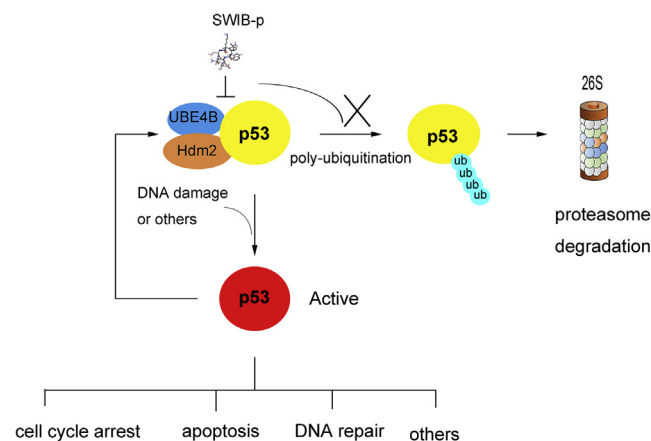 SWIB-p
26S
UBE4B
p53
p53
Hdm2
poly-ubiquitination
ub
ub
ub
ub
DNA damage
or others
proteasome
degradation
p53
Active
cell cycle arrest
apoptosis
DNA repair
others